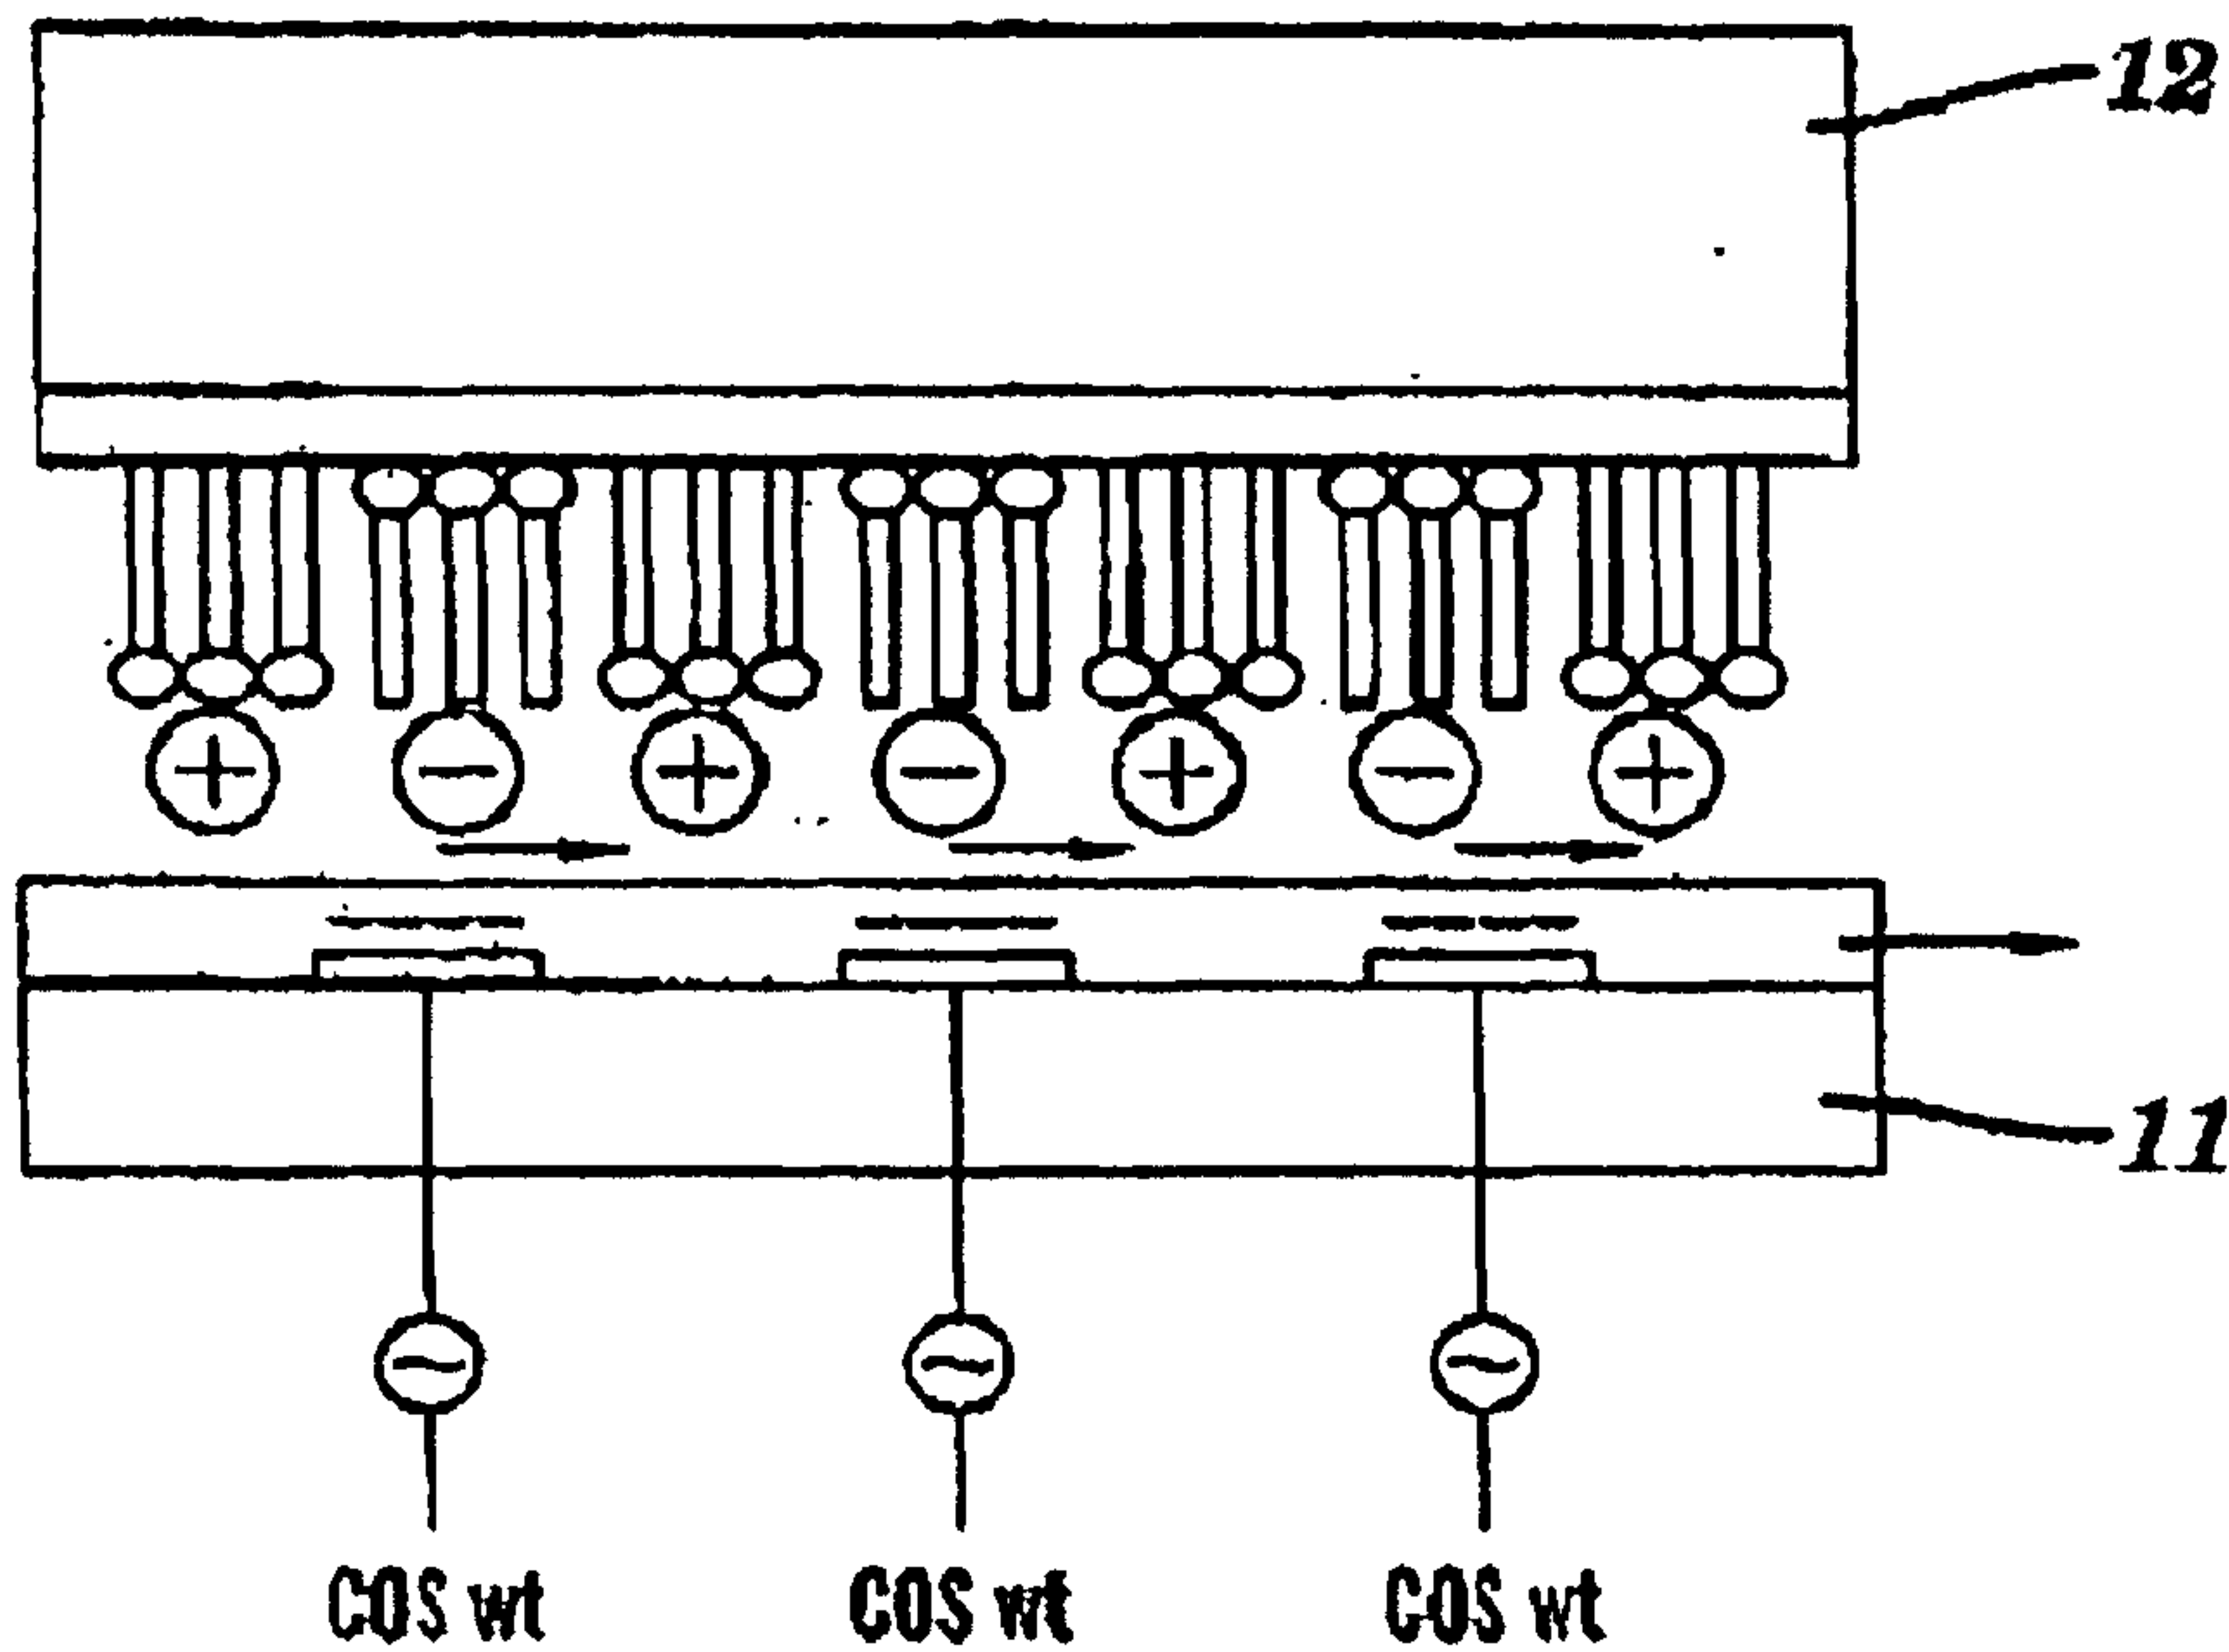 12
+ − + − + − +
11
~ ~ ~
COS wt COS wt COS wt